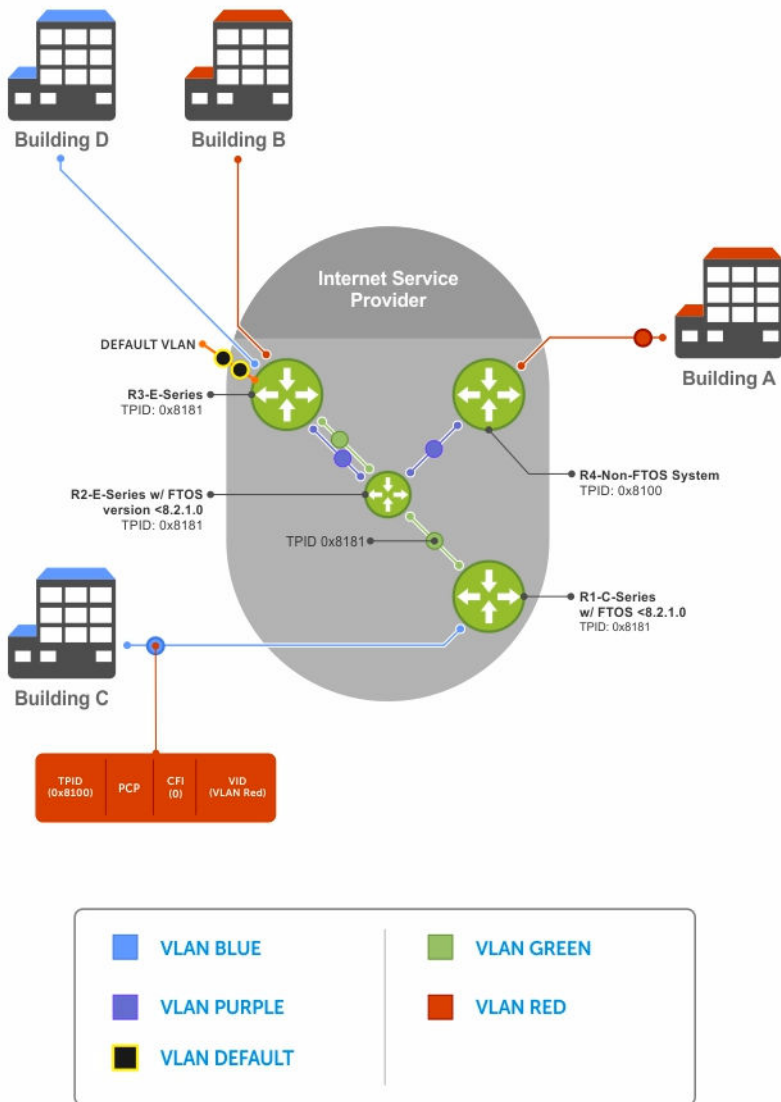 Building D
Building B
Internet Service
Provider
DEFAULT VLAN
Building A
R3-E-Series
TPID: 0x8181
R4-Non-FTOS System
TPID: 0x8100
R2-E-Series w/ FTOS
version <8.2.1.0
TPID: 0x8181
TPID 0x8181
R1-C-Series
w/ FTOS <8.2.1.0
TPID: 0x8181
Building C
TPID
(0x8100)
PCP
CFI
(0)
VID
(VLAN Red)
VLAN BLUE
VLAN GREEN
VLAN PURPLE
VLAN RED
VLAN DEFAULT